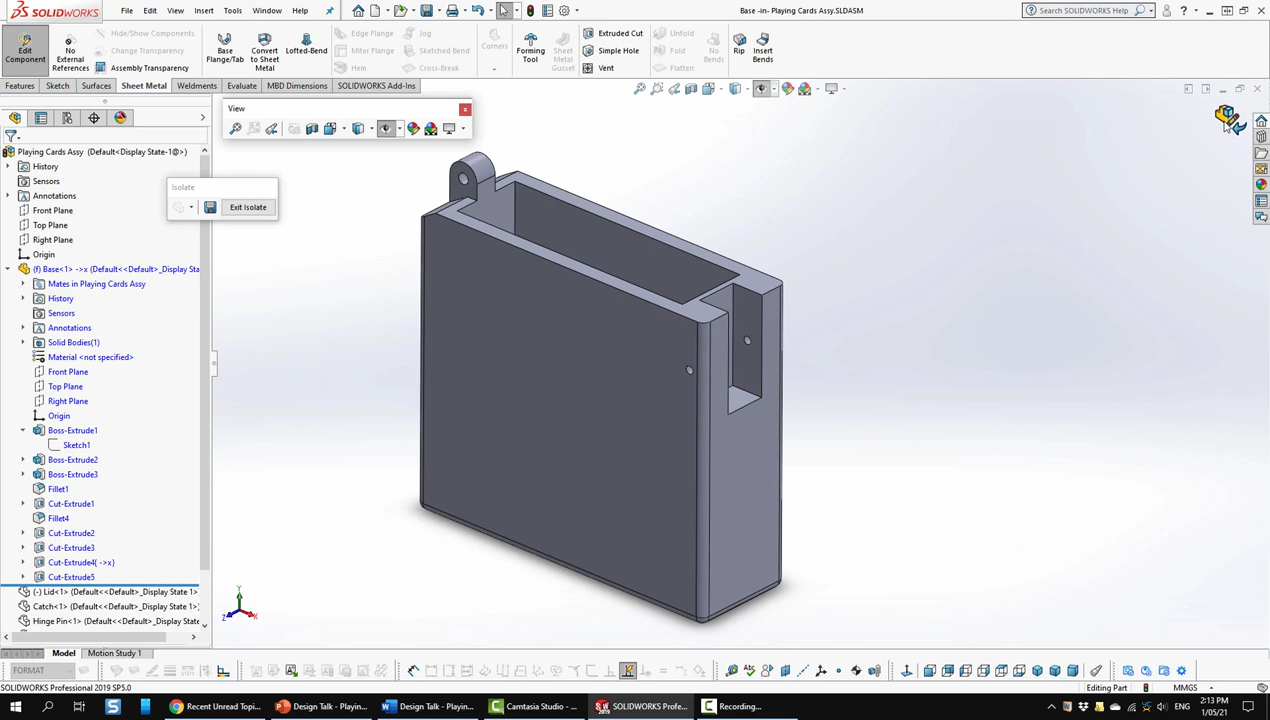 SOLIDWORKS
File Edit View Insert Tools Window Help
Base -in- Playing Cards Assy.SLDASM
Search SOLIDWORKS Help
Edit Component
No External References
Hide/Show Components
Change Transparency
Assembly Transparency
Base Flange/Tab
Convert to Sheet Metal
Lofted-Bend
Edge Flange
Miter Flange
Hem
Jog
Sketched Bend
Cross-Break
Corners
Forming Tool
Sheet Metal Gusset
Extruded Cut
Simple Hole
Vent
Unfold
Fold
Flatten
No Bends
Rip
Insert Bends
Features Sketch Surfaces Sheet Metal Weldments Evaluate MBD Dimensions SOLIDWORKS Add-Ins
View
Isolate
Exit Isolate
Playing Cards Assy (Default<Display State-1@>)
History
Sensors
Annotations
Front Plane
Top Plane
Right Plane
Origin
(f) Base<1> ->x (Default<<Default>_Display Sta
Mates in Playing Cards Assy
History
Sensors
Annotations
Solid Bodies(1)
Material <not specified>
Front Plane
Top Plane
Right Plane
Origin
Boss-Extrude1
Sketch1
Boss-Extrude2
Boss-Extrude3
Fillet1
Cut-Extrude1
Fillet4
Cut-Extrude2
Cut-Extrude3
Cut-Extrude4( ->x)
Cut-Extrude5
(-) Lid<1> (Default<<Default>_Display State 1>
Catch<1> (Default<<Default>_Display State 1>)
Hinge Pin<1> (Default<<Default>_Display State
Y
Z
X
Model Motion Study 1
FORMAT
SOLIDWORKS Professional 2019 SP5.0
Editing Part
MMGS
Recent Unread Topi...
Design Talk - Playin...
Design Talk - Playin...
Camtasia Studio - ...
SOLIDWORKS Profe...
Recording...
ENG
2:13 PM
1/05/21